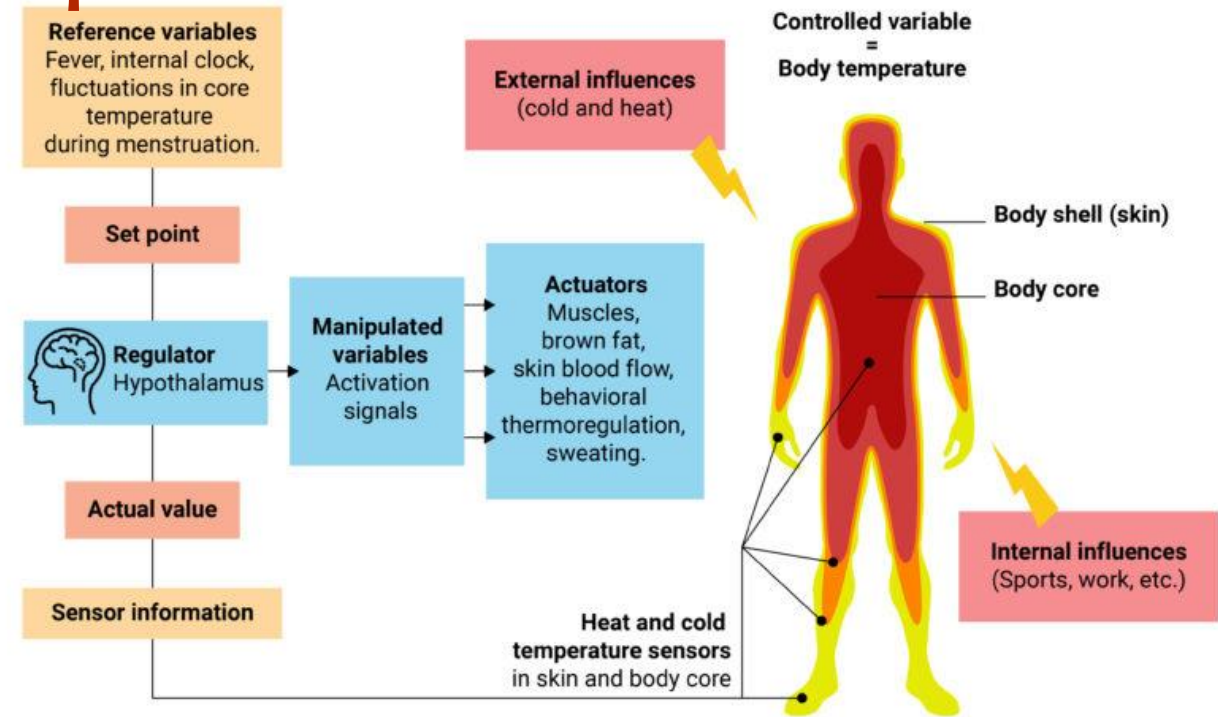 Reference variables
Fever, internal clock,
fluctuations in core
temperature
during menstruation.
Set point
Regulator
Hypothalamus
Actual value
Sensor information
Manipulated
variables
Activation
signals
Actuators
Muscles,
brown fat,
skin blood flow,
behavioral
thermoregulation,
sweating.
External influences
(cold and heat)
Controlled variable
=
Body temperature
Body shell (skin)
Body core
Internal influences
(Sports, work, etc.)
Heat and cold
temperature sensors
in skin and body core